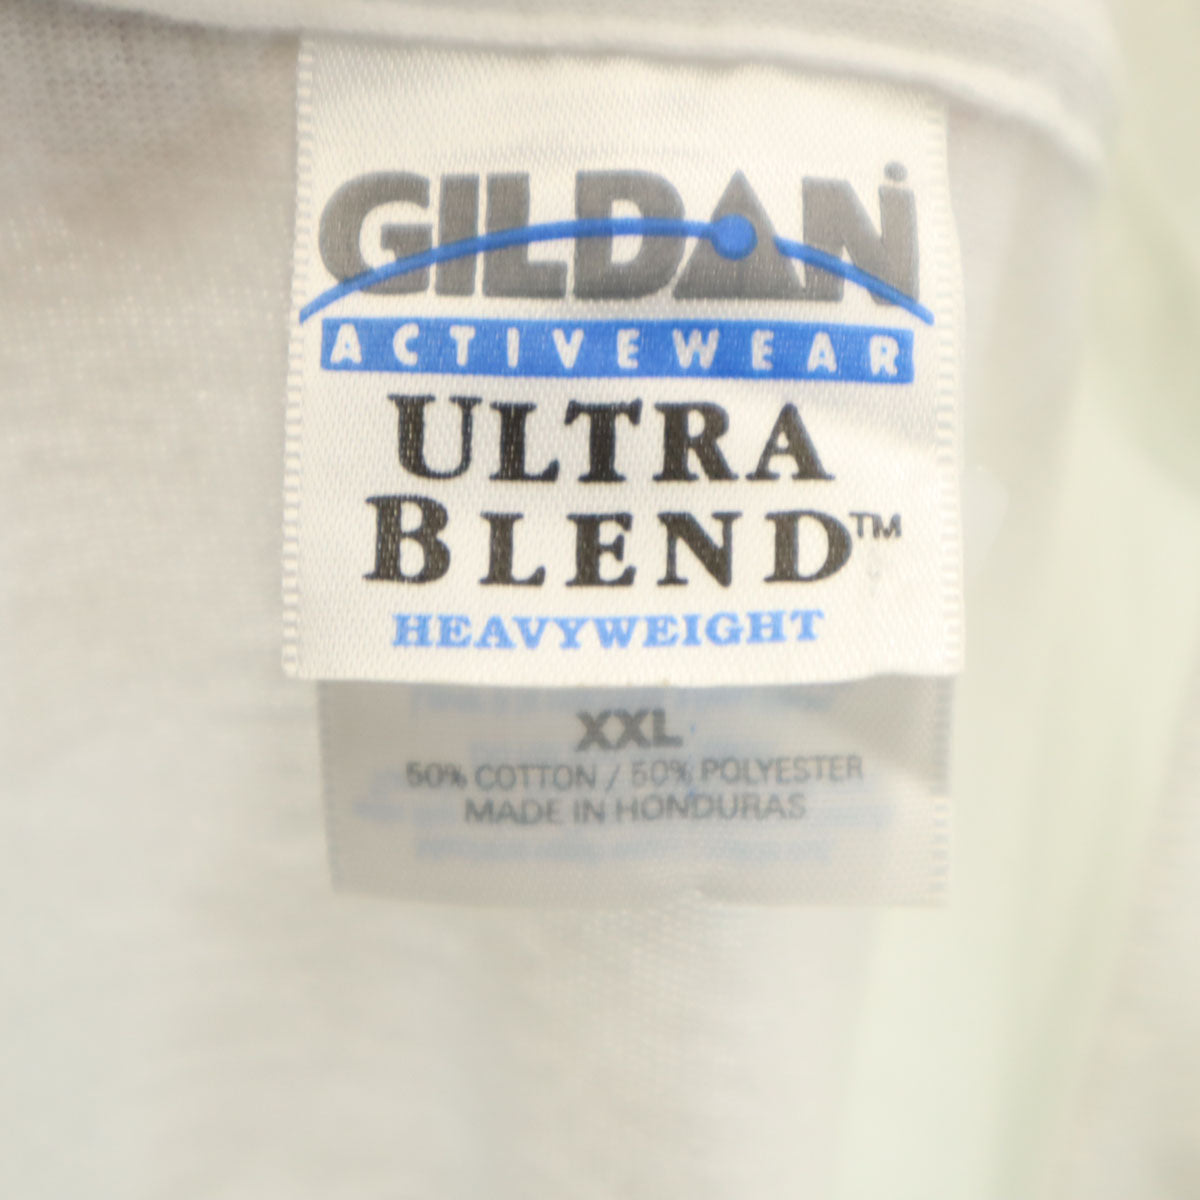 GILDAN
ACTIVEWEAR
ULTRA
BLEND™
HEAVYWEIGHT
XXL
50% COTTON / 50% POLYESTER
MADE IN HONDURAS